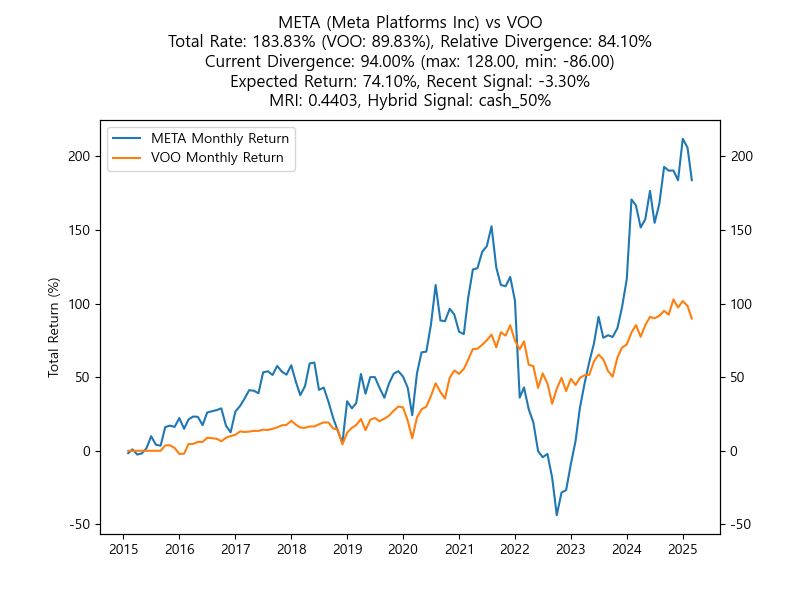 META (Meta Platforms Inc) vs VOO
Total Rate: 183.83% (VOO: 89.83%), Relative Divergence: 84.10%
Current Divergence: 94.00% (max: 128.00, min: -86.00)
Expected Return: 74.10%, Recent Signal: -3.30%
MRI: 0.4403, Hybrid Signal: cash_50%
META Monthly Return
VOO Monthly Return
Total Return (%)
200
150
100
50
0
-50
200
150
100
50
0
-50
2015 2016 2017 2018 2019 2020 2021 2022 2023 2024 2025